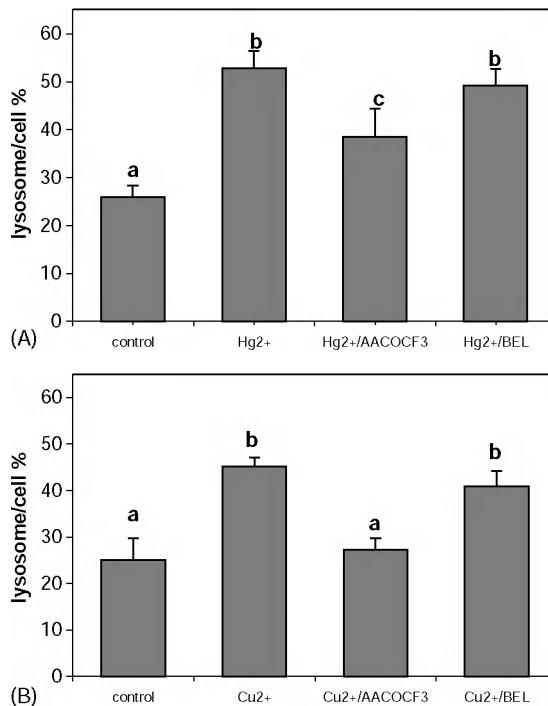 60
b
b
50
c
40
30
a
20
10
0
lysosome/cell %
(A)
control Hg2+ Hg2+/AACOCF3 Hg2+/BEL
60
50
b
b
40
a
30
a
20
10
0
lysosome/cell %
(B)
control Cu2+ Cu2+/AACOCF3 Cu2+/BEL